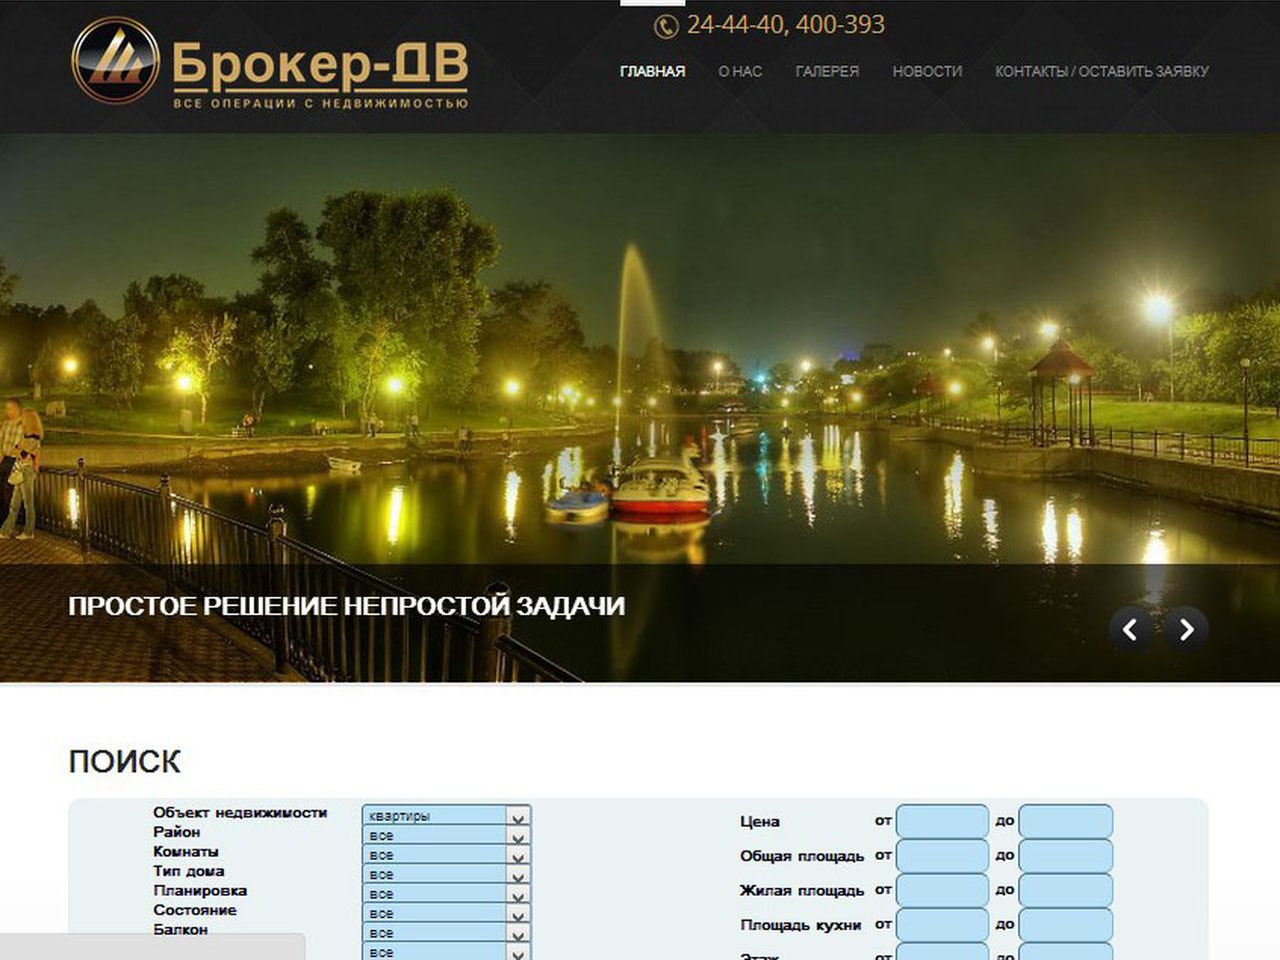 24-44-40, 400-393
Брокер-ДВ
ВСЕ ОПЕРАЦИИ С НЕДВИЖИМОСТЬЮ
ГЛАВНАЯ О НАС ГАЛЕРЕЯ НОВОСТИ КОНТАКТЫ / ОСТАВИТЬ ЗАЯВКУ
ПРОСТОЕ РЕШЕНИЕ НЕПРОСТОЙ ЗАДАЧИ
ПОИСК
Объект недвижимости квартиры
Район все
Комнаты все
Тип дома все
Планировка все
Состояние все
Балкон все
все
Цена от до
Общая площадь от до
Жилая площадь от до
Площадь кухни от до
Этаж от до